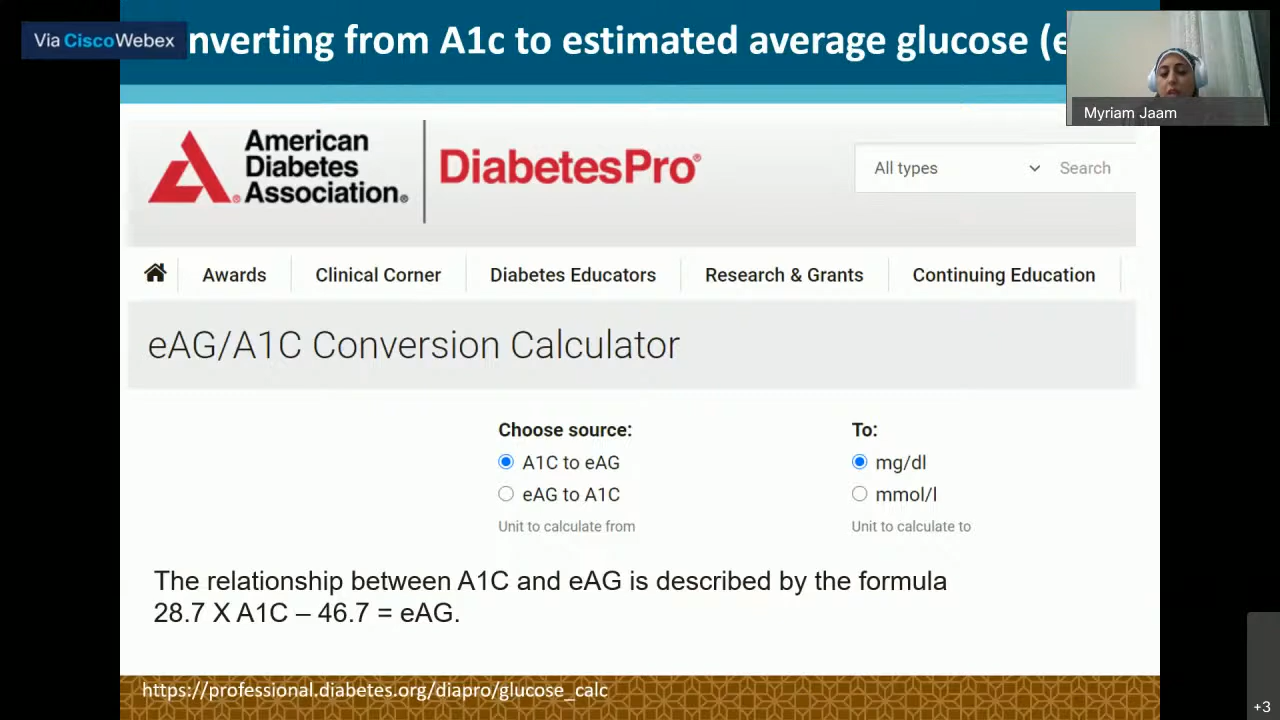 Via CiscoWebex
nverting from A1c to estimated average glucose (e
Myriam Jaam
American
Diabetes
Association®
DiabetesPro®
All types
Search
Awards
Clinical Corner
Diabetes Educators
Research & Grants
Continuing Education
eAG/A1C Conversion Calculator
Choose source:
To:
A1C to eAG
mg/dl
eAG to A1C
mmol/l
Unit to calculate from
Unit to calculate to
The relationship between A1C and eAG is described by the formula
28.7 X A1C – 46.7 = eAG.
https://professional.diabetes.org/diapro/glucose_calc
+3